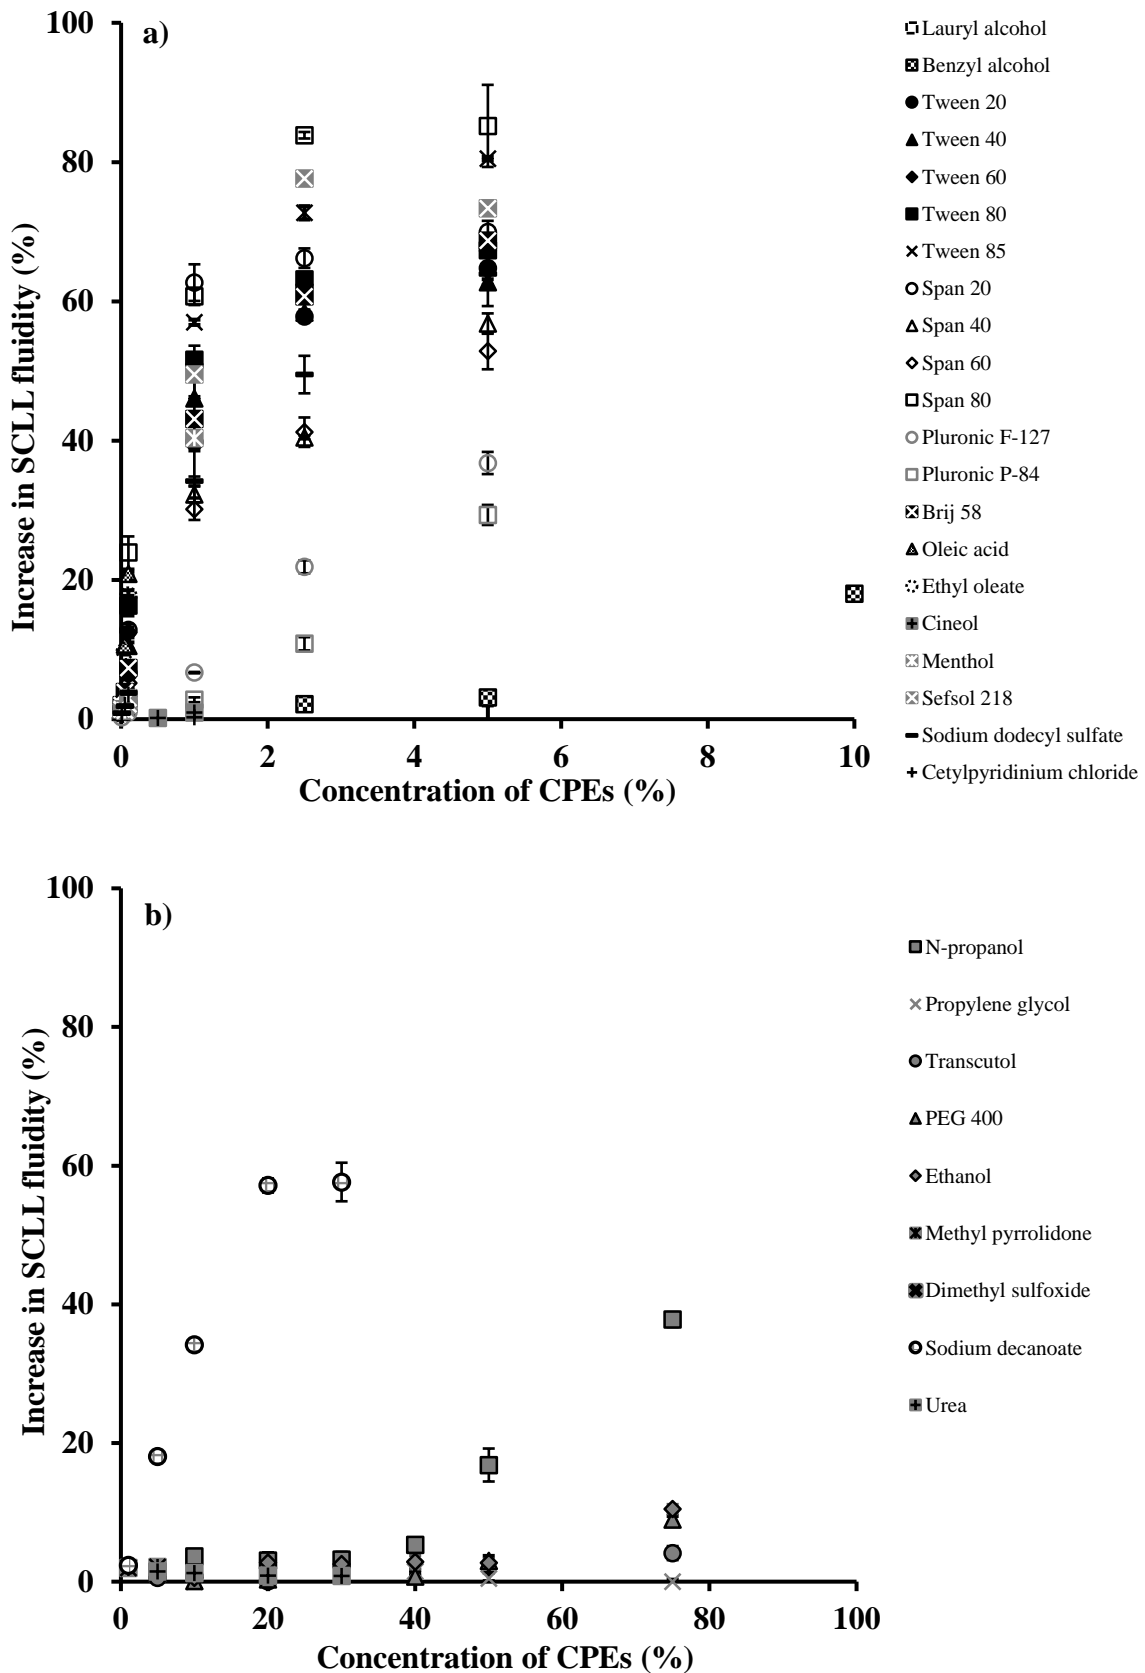 a)
Increase in SCLL fluidity (%)
100
80
60
40
20
0
0 2 4 6 8 10
Concentration of CPEs (%)
Lauryl alcohol
Benzyl alcohol
Tween 20
Tween 40
Tween 60
Tween 80
Tween 85
Span 20
Span 40
Span 60
Span 80
Pluronic F-127
Pluronic P-84
Brij 58
Oleic acid
Ethyl oleate
Cineol
Menthol
Sefsol 218
Sodium dodecyl sulfate
Cetylpyridinium chloride
b)
Increase in SCLL fluidity (%)
100
80
60
40
20
0
0 20 40 60 80 100
Concentration of CPEs (%)
N-propanol
Propylene glycol
Transcutol
PEG 400
Ethanol
Methyl pyrrolidone
Dimethyl sulfoxide
Sodium decanoate
Urea